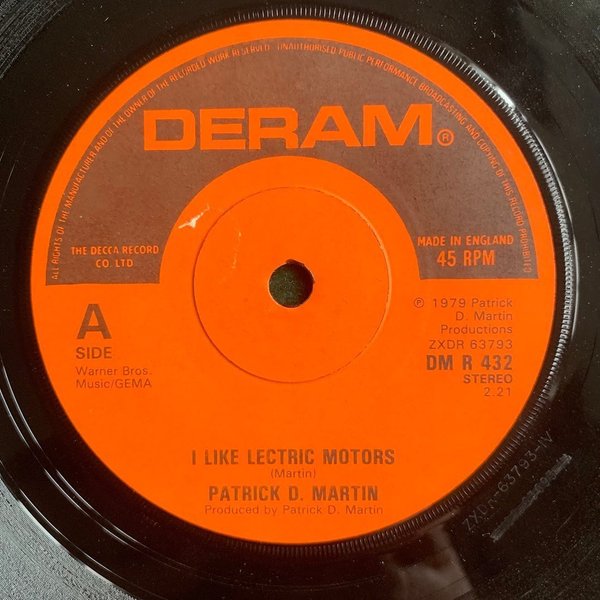 ALL RIGHTS OF THE MANUFACTURER AND OF THE OWNER OF THE RECORDED WORK RESERVED - UNAUTHORISED PUBLIC PERFORMANCE BROADCASTING AND COPYING OF THIS RECORD PROHIBITED
DERAM®
THE DECCA RECORD
CO. LTD
MADE IN ENGLAND
45 RPM
A
SIDE
Warner Bros.
Music/GEMA
℗ 1979 Patrick
D. Martin
Productions
ZXDR 63793
DM R 432
STEREO
2.21
I LIKE LECTRIC MOTORS
(Martin)
PATRICK D. MARTIN
Produced by Patrick D. Martin
ZXDR-63793-IV